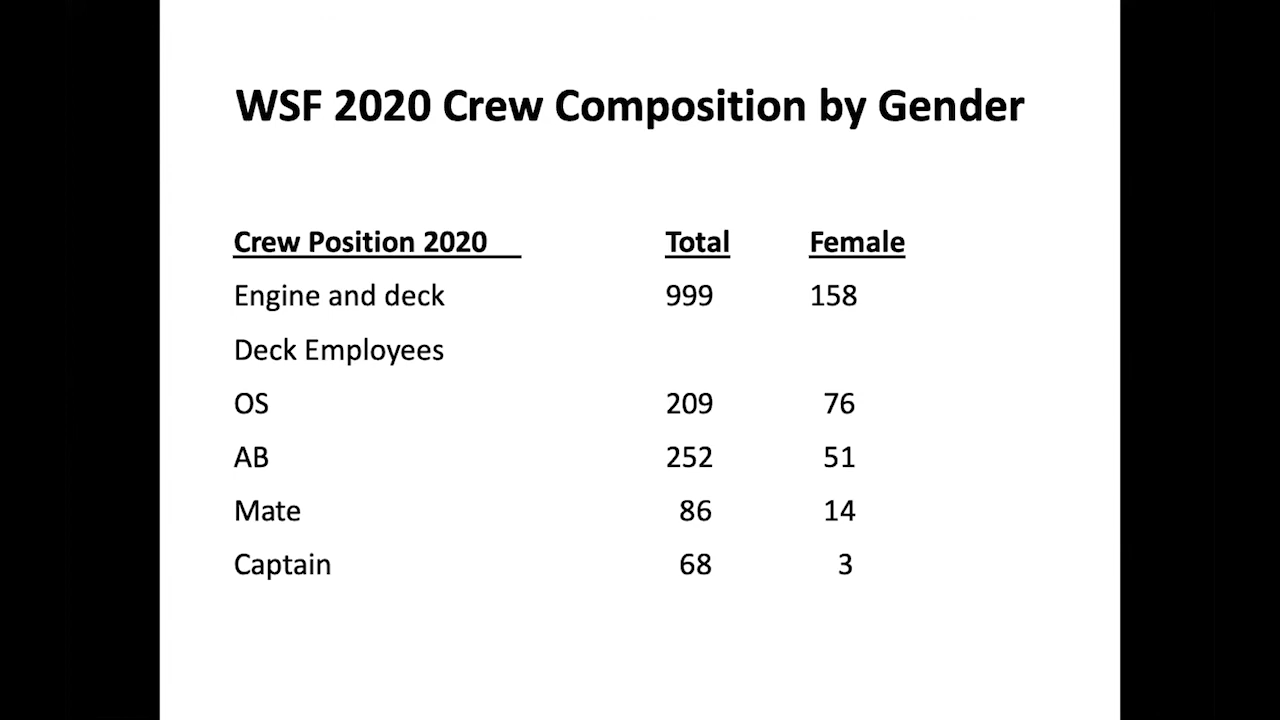 WSF 2020 Crew Composition by Gender
Crew Position 2020 Total Female
Engine and deck 999 158
Deck Employees
OS 209 76
AB 252 51
Mate 86 14
Captain 68 3